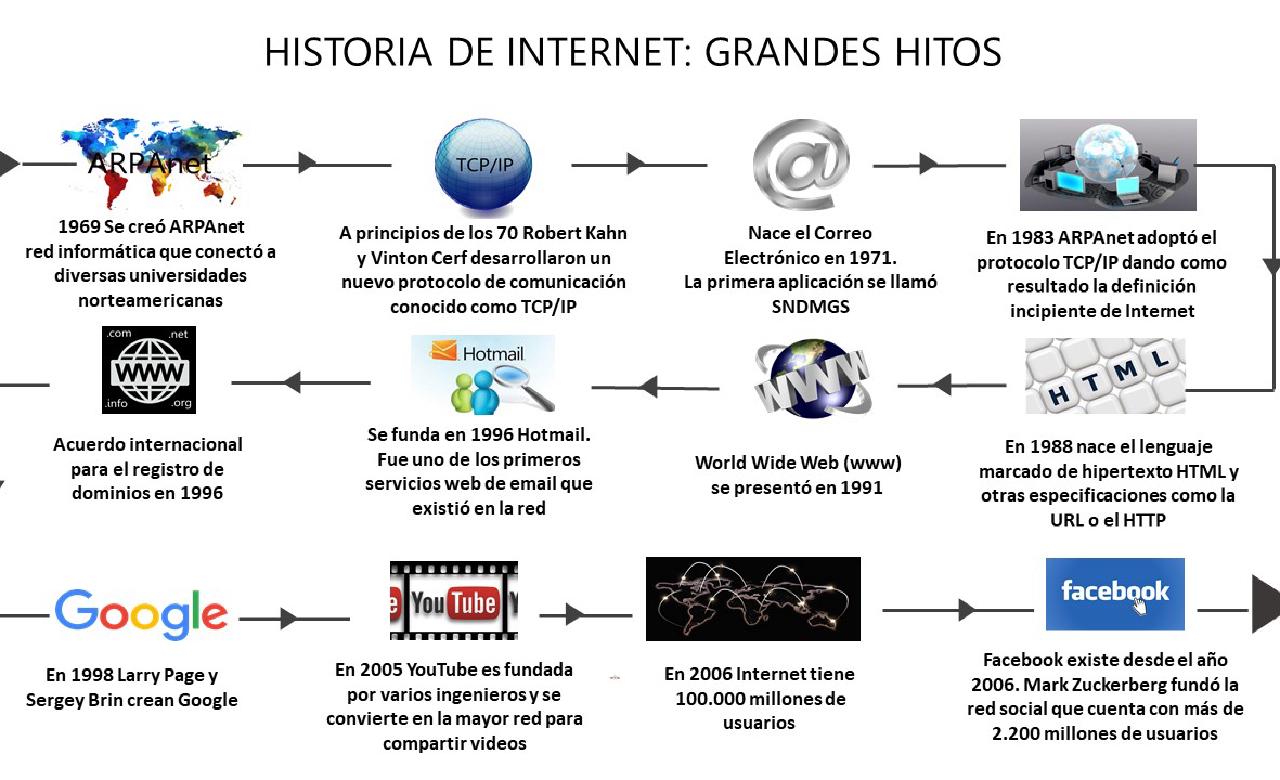 HISTORIA DE INTERNET: GRANDES HITOS
ARPAnet
1969 Se creó ARPAnet
red informática que conectó a
diversas universidades
norteamericanas
TCP/IP
A principios de los 70 Robert Kahn
y Vinton Cerf desarrollaron un
nuevo protocolo de comunicación
conocido como TCP/IP
@
Nace el Correo
Electrónico en 1971.
La primera aplicación se llamó
SNDMGS
En 1983 ARPAnet adoptó el
protocolo TCP/IP dando como
resultado la definición
incipiente de Internet
HTML
En 1988 nace el lenguaje
marcado de hipertexto HTML y
otras especificaciones como la
URL o el HTTP
WWW
World Wide Web (www)
se presentó en 1991
Hotmail
Se funda en 1996 Hotmail.
Fue uno de los primeros
servicios web de email que
existió en la red
.com .net
WWW
.info .org
Acuerdo internacional
para el registro de
dominios en 1996
Google
En 1998 Larry Page y
Sergey Brin crean Google
YouTube
En 2005 YouTube es fundada
por varios ingenieros y se
convierte en la mayor red para
compartir videos
En 2006 Internet tiene
100.000 millones de
usuarios
facebook
Facebook existe desde el año
2006. Mark Zuckerberg fundó la
red social que cuenta con más de
2.200 millones de usuarios